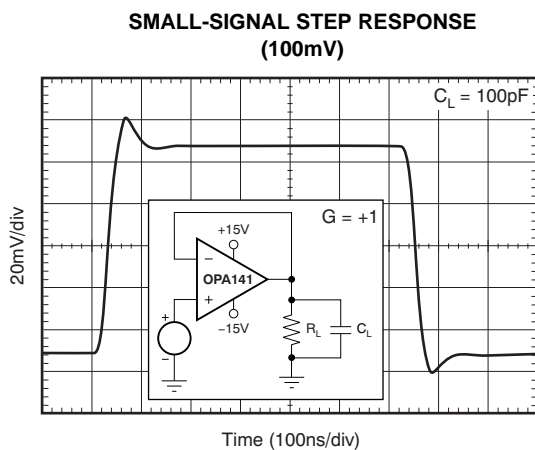 SMALL-SIGNAL STEP RESPONSE
(100mV)
C_L = 100pF
20mV/div
G = +1
+15V
−
OPA141
+
−15V
+
−
R_L
C_L
Time (100ns/div)